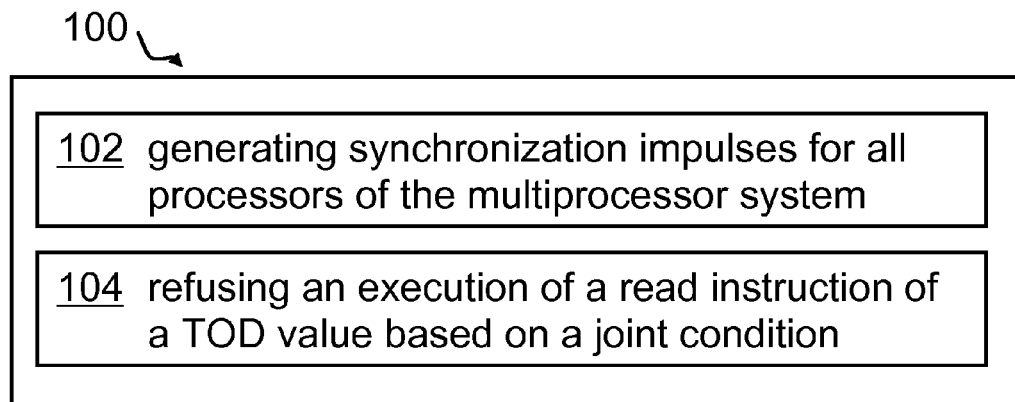 100
102 generating synchronization impulses for all
processors of the multiprocessor system
104 refusing an execution of a read instruction of
a TOD value based on a joint condition